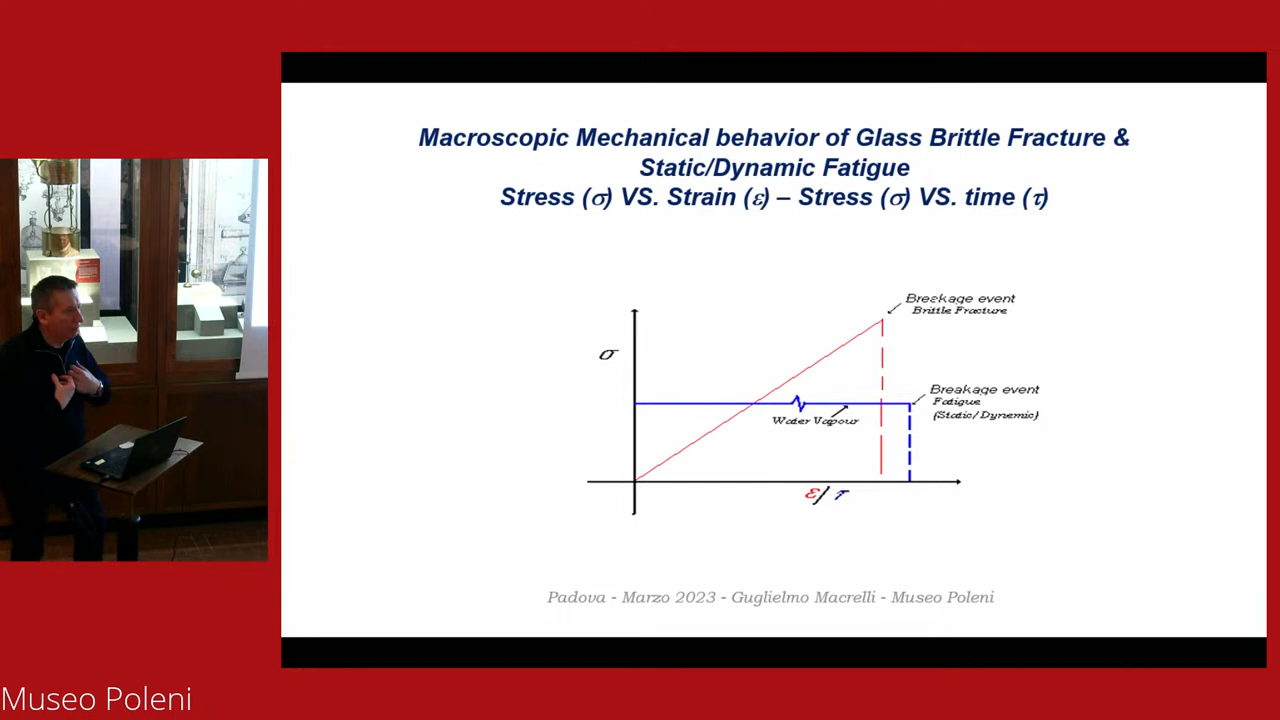 Macroscopic Mechanical behavior of Glass Brittle Fracture &
Static/Dynamic Fatigue
Stress (σ) VS. Strain (ε) – Stress (σ) VS. time (τ)
Breakage event
Brittle Fracture
σ
Breakage event
Fatigue
(Static/Dynemic)
Water Vapour
ε/τ
Padova - Marzo 2023 - Guglielmo Macrelli - Museo Poleni
Museo Poleni